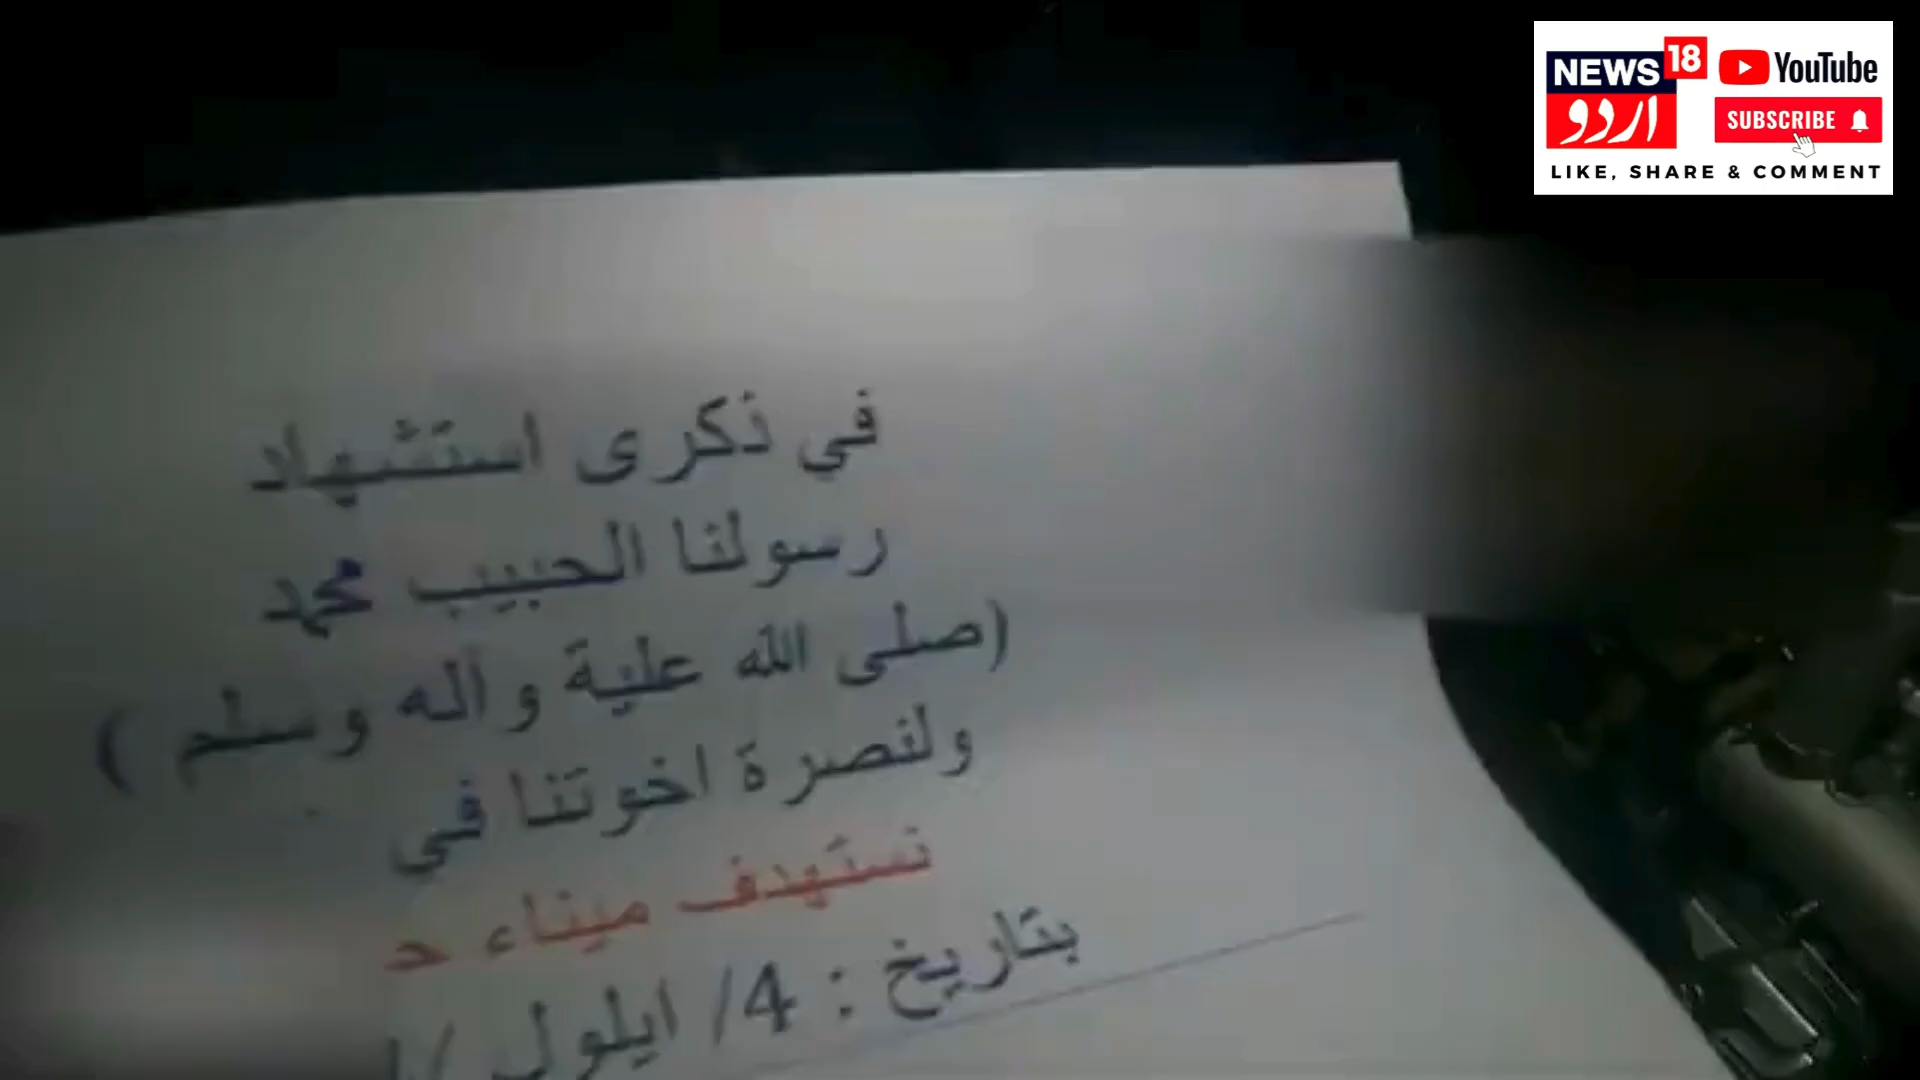 NEWS 18
اردو
YouTube
SUBSCRIBE
LIKE, SHARE & COMMENT
في ذكرى استشهاد
رسولنا الحبيب محمد
(صلى الله علية وآله وسلم )
ولنصرة اخوتنا في
نستهدف ميناء
بتاريخ : 4/ ايلول /